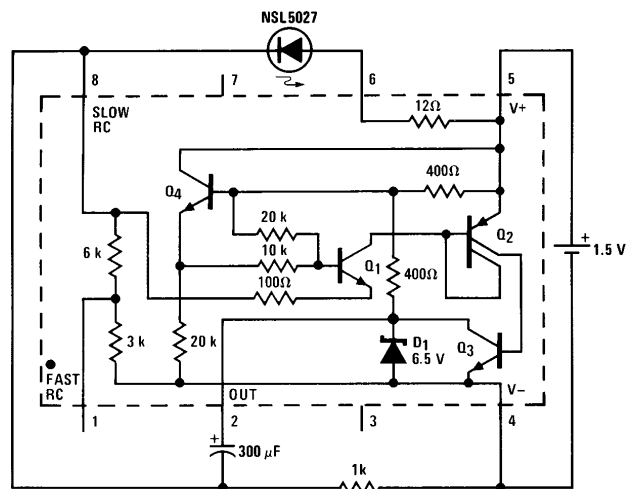 NSL5027
8
7
6
5
SLOW
RC
12Ω
V+
Q4
400Ω
20 k
Q2
+
1.5 V
6 k
10 k
Q1
100Ω
400Ω
3 k
20 k
D1
6.5 V
Q3
FAST
RC
OUT
V−
1
2
3
4
+
300 μF
1k